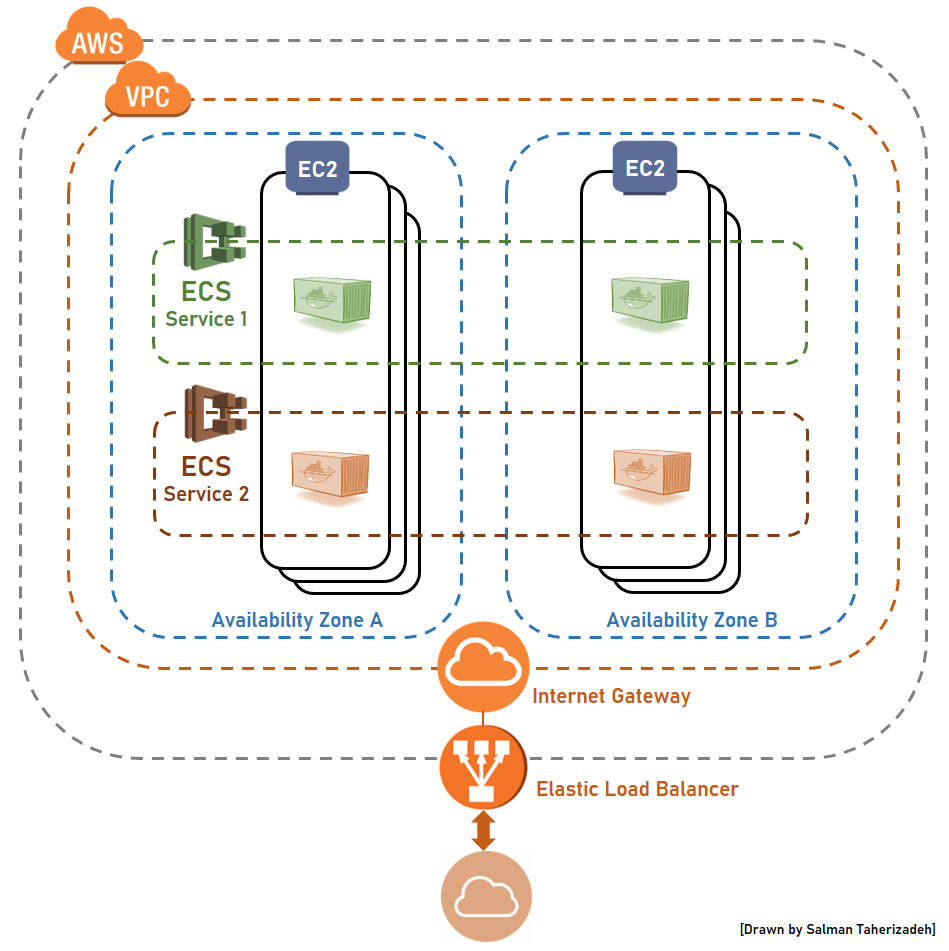 AWS
VPC
EC2
EC2
ECS
Service 1
ECS
Service 2
Availability Zone A
Availability Zone B
Internet Gateway
Elastic Load Balancer
[Drawn by Salman Taherizadeh]